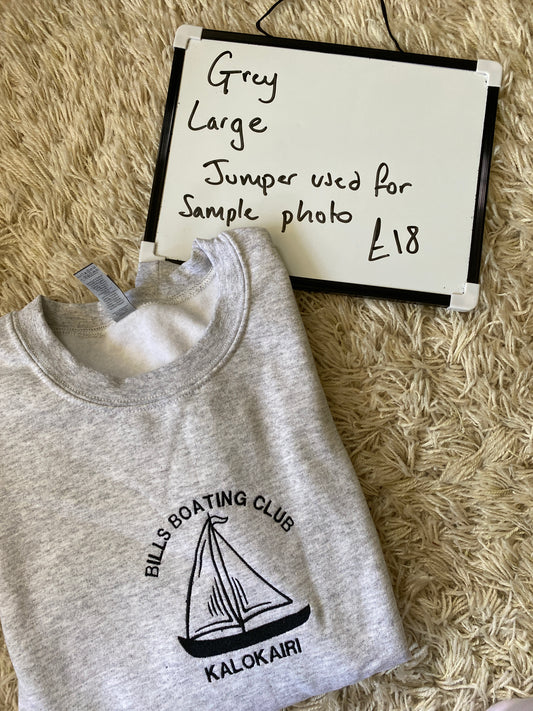 Grey
Large
Jumper used for
Sample photo £18
BILLS BOATING CLUB
KALOKAIRI